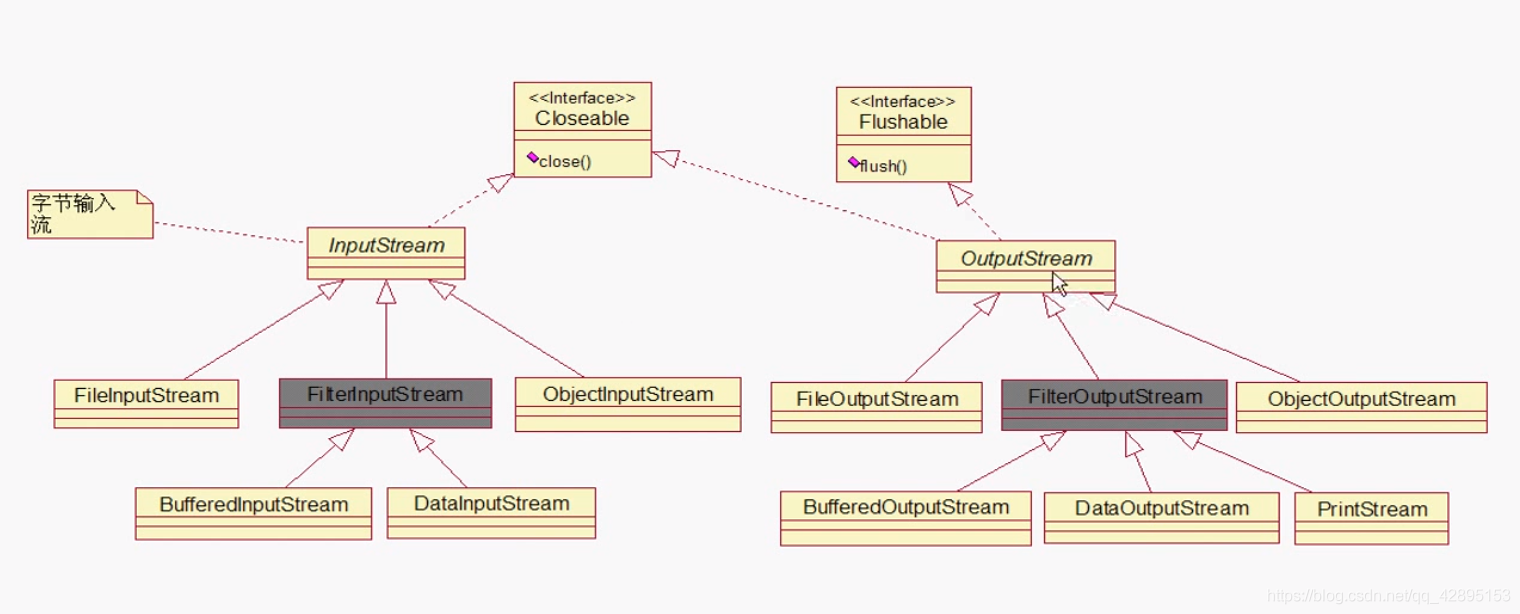 <<Interface>>
Closeable
close()
<<Interface>>
Flushable
flush()
字节输入
流
InputStream
OutputStream
FileInputStream
FilterInputStream
ObjectInputStream
FileOutputStream
FilterOutputStream
ObjectOutputStream
BufferedInputStream
DataInputStream
BufferedOutputStream
DataOutputStream
PrintStream
https://blog.csdn.net/qq_42895153